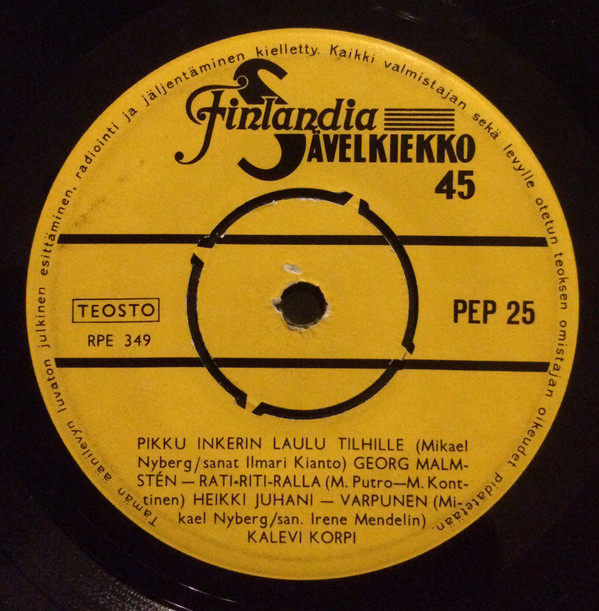 Tämän äänilevyn luvaton julkinen esittäminen, radiointi ja jäljentäminen kielletty. Kaikki valmistajan sekä levylle otetun teoksen omistajan oikeudet pidätetään.
Finlandia
SÄVELKIEKKO
45
TEOSTO
RPE 349
PEP 25
PIKKU INKERIN LAULU TILHILLE (Mikael
Nyberg/sanat Ilmari Kianto) GEORG MALM-
STÉN — RATI-RITI-RALLA (M. Putro—M. Kont-
tinen) HEIKKI JUHANI — VARPUNEN (Mi-
kael Nyberg/san. Irene Mendelin)
KALEVI KORPI